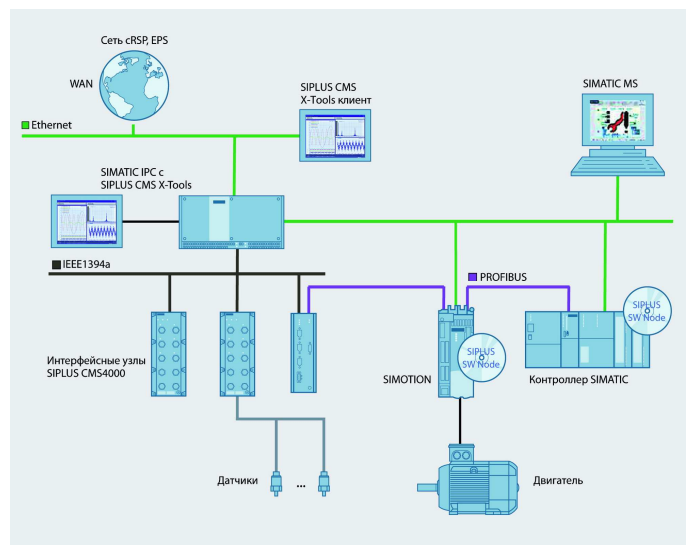 Сеть cRSP, EPS
WAN
SIPLUS CMS
X-Tools клиент
SIMATIC MS
Ethernet
SIMATIC IPC с
SIPLUS CMS X-Tools
IEEE1394a
PROFIBUS
SIPLUS
SW Node
SIPLUS
SW Node
Интерфейсные узлы
SIPLUS CMS4000
SIMOTION
Контроллер SIMATIC
Датчики
...
Двигатель